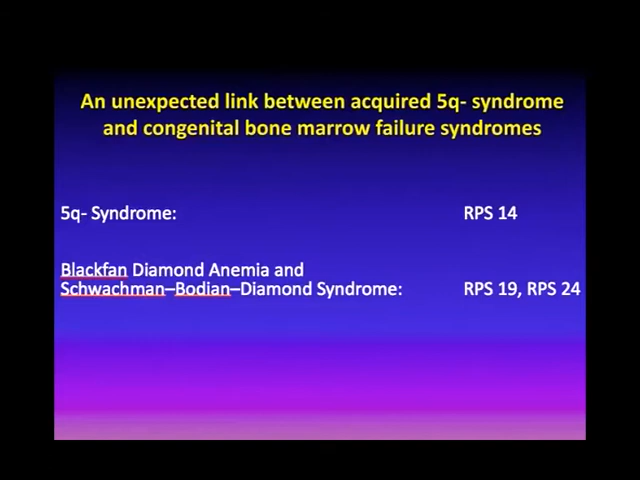 An unexpected link between acquired 5q- syndrome
and congenital bone marrow failure syndromes
5q- Syndrome: RPS 14
Blackfan Diamond Anemia and
Schwachman–Bodian–Diamond Syndrome: RPS 19, RPS 24